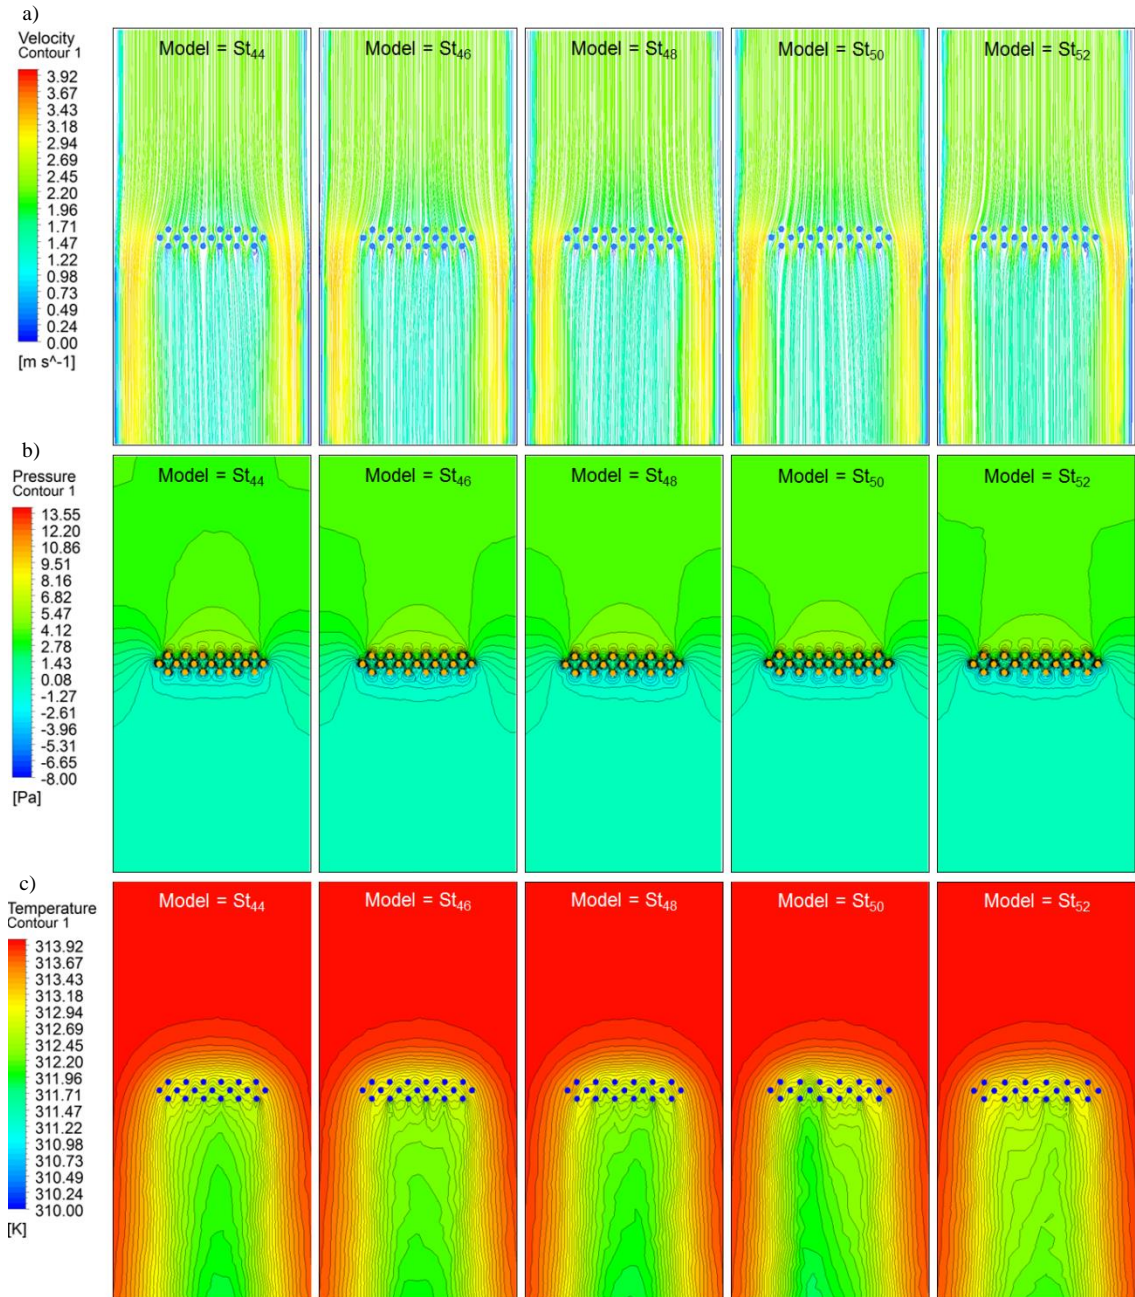 a)
Velocity
Contour 1
3.92
3.67
3.43
3.18
2.94
2.69
2.45
2.20
1.96
1.71
1.47
1.22
0.98
0.73
0.49
0.24
0.00
[m s^-1]
Model = St44
Model = St46
Model = St48
Model = St50
Model = St52
b)
Pressure
Contour 1
13.55
12.20
10.86
9.51
8.16
6.82
5.47
4.12
2.78
1.43
0.08
-1.27
-2.61
-3.96
-5.31
-6.65
-8.00
[Pa]
Model = St44
Model = St46
Model = St48
Model = St50
Model = St52
c)
Temperature
Contour 1
313.92
313.67
313.43
313.18
312.94
312.69
312.45
312.20
311.96
311.71
311.47
311.22
310.98
310.73
310.49
310.24
310.00
[K]
Model = St44
Model = St46
Model = St48
Model = St50
Model = St52